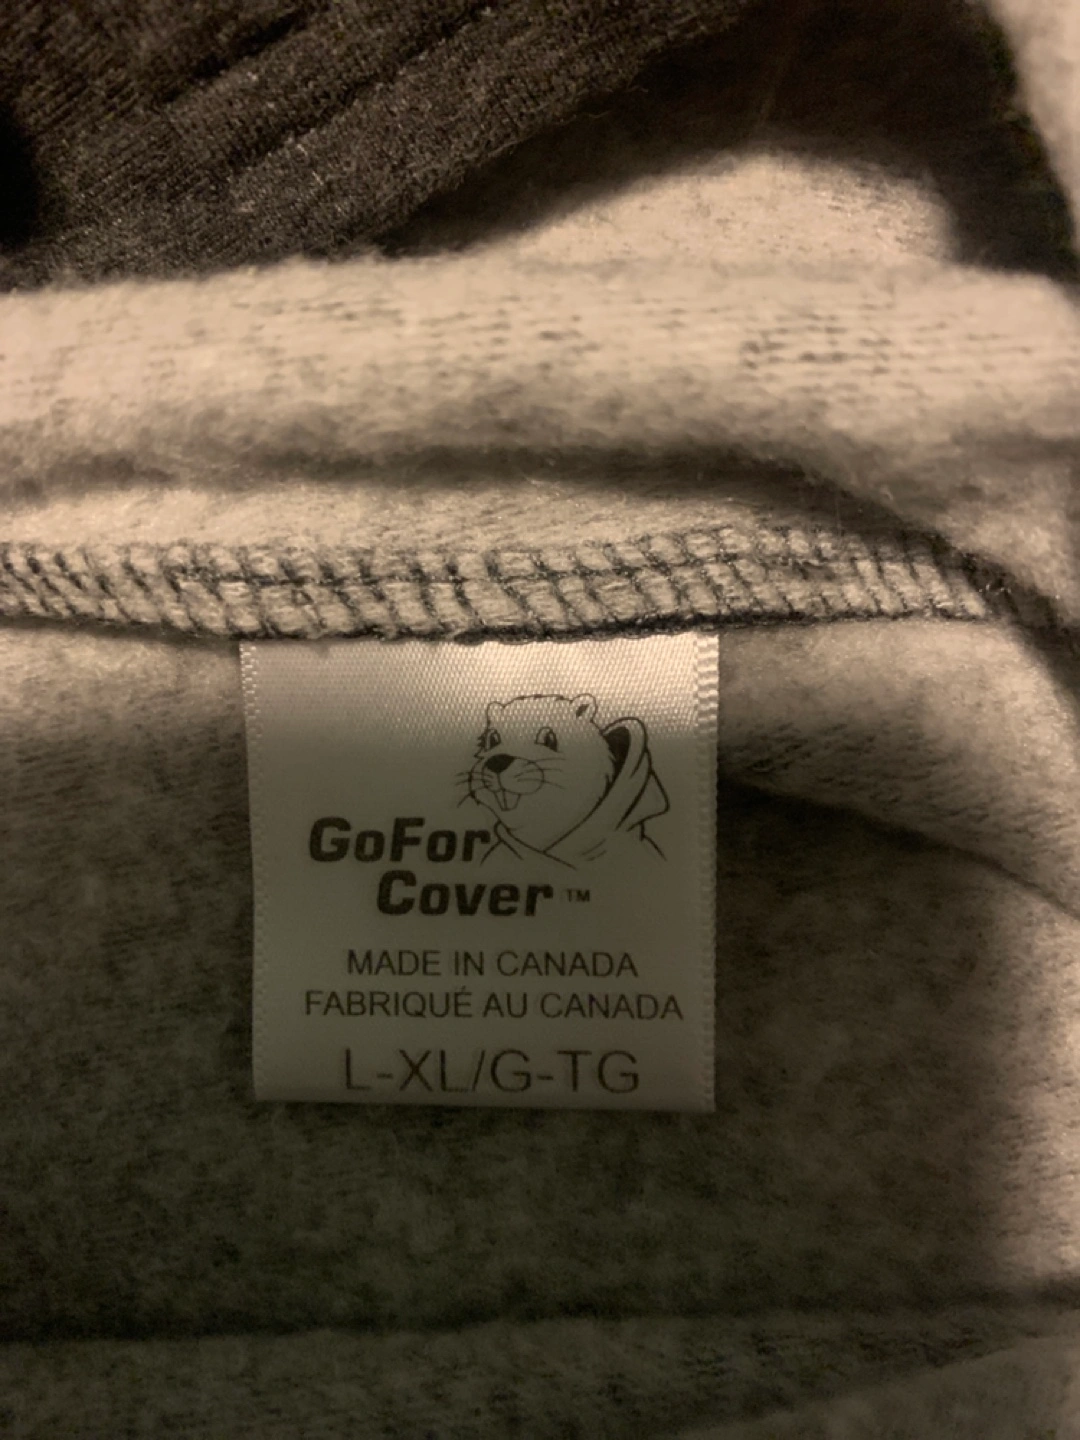 GoFor
Cover™
MADE IN CANADA
FABRIQUÉ AU CANADA
L-XL/G-TG